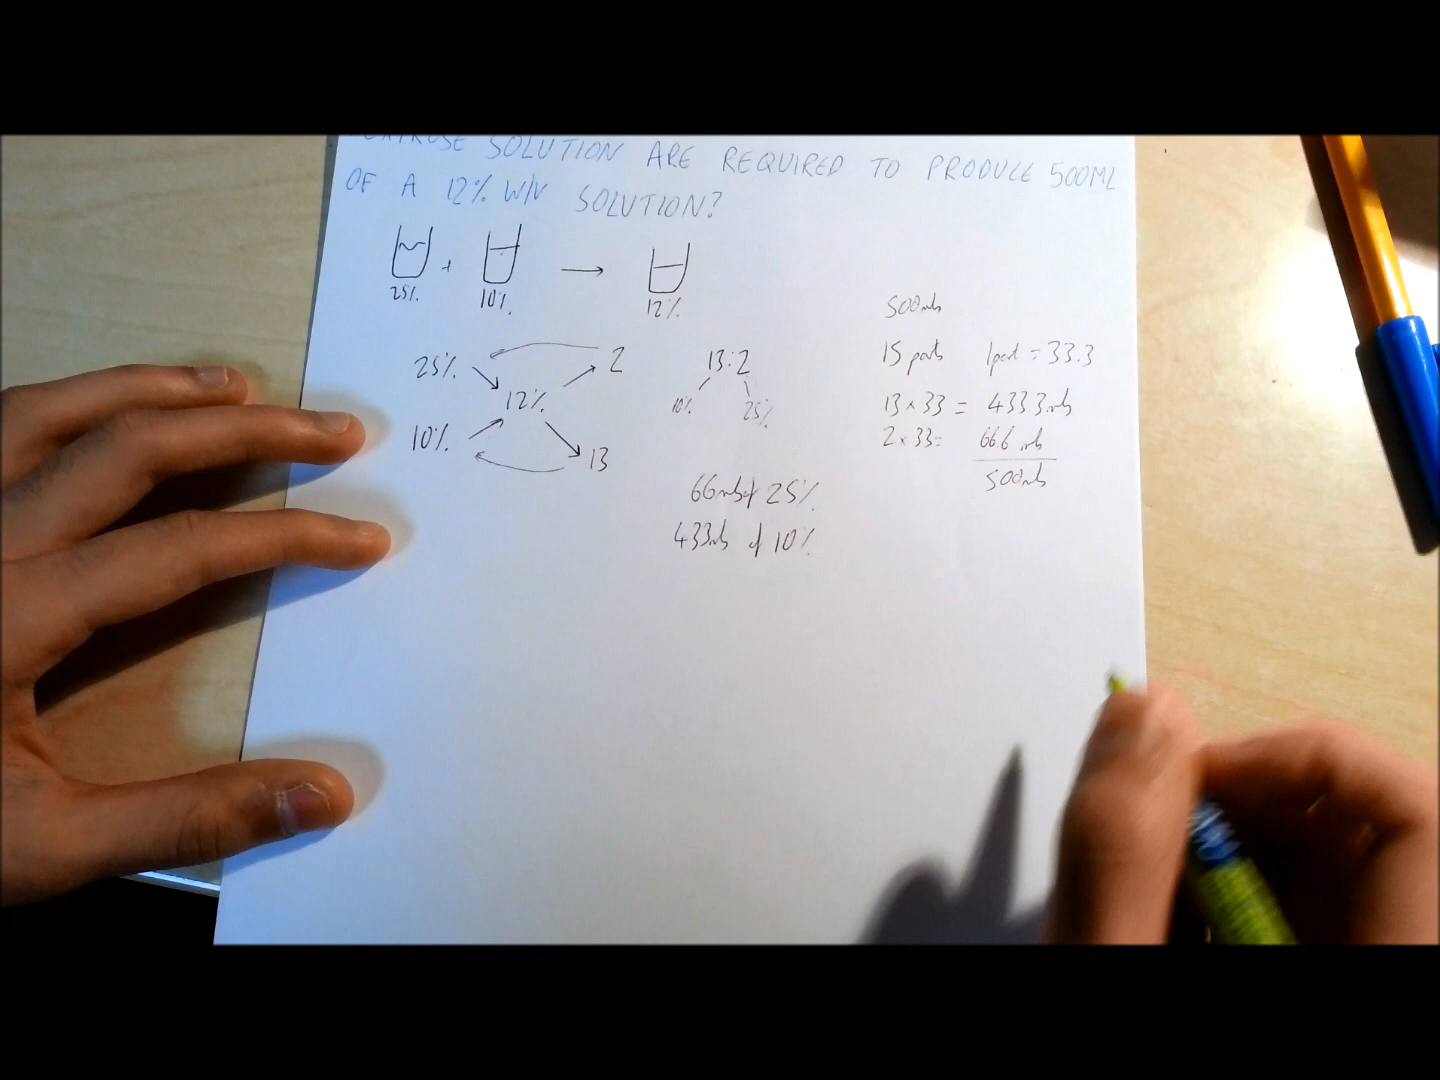 SOLUTION ARE REQUIRED TO PRODUCE 500ML
OF A 12% W/V SOLUTION?
25% + 10% → 12%
500mls
25% 2 13:2 15 parts 1 part = 33.3
12% 10% 25% 13 x 33 = 433.3mls
10% 13 2 x 33 = 66.6 mls
500mls
66mls of 25%
433mls of 10%